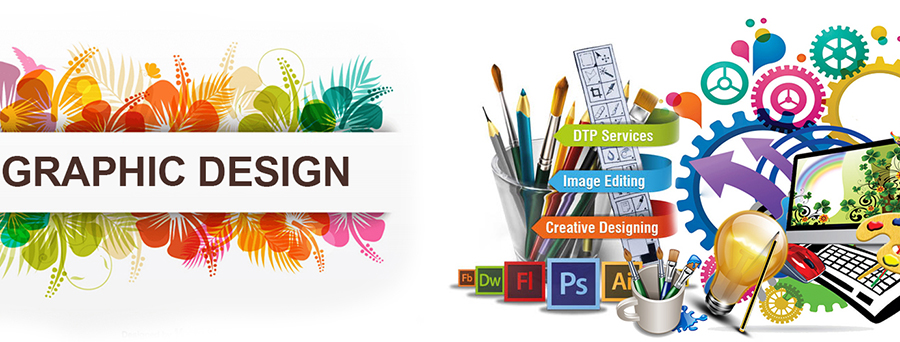 GRAPHIC DESIGN
DTP Services
Image Editing
Creative Designing
Fb Dw Fl Ps Ai